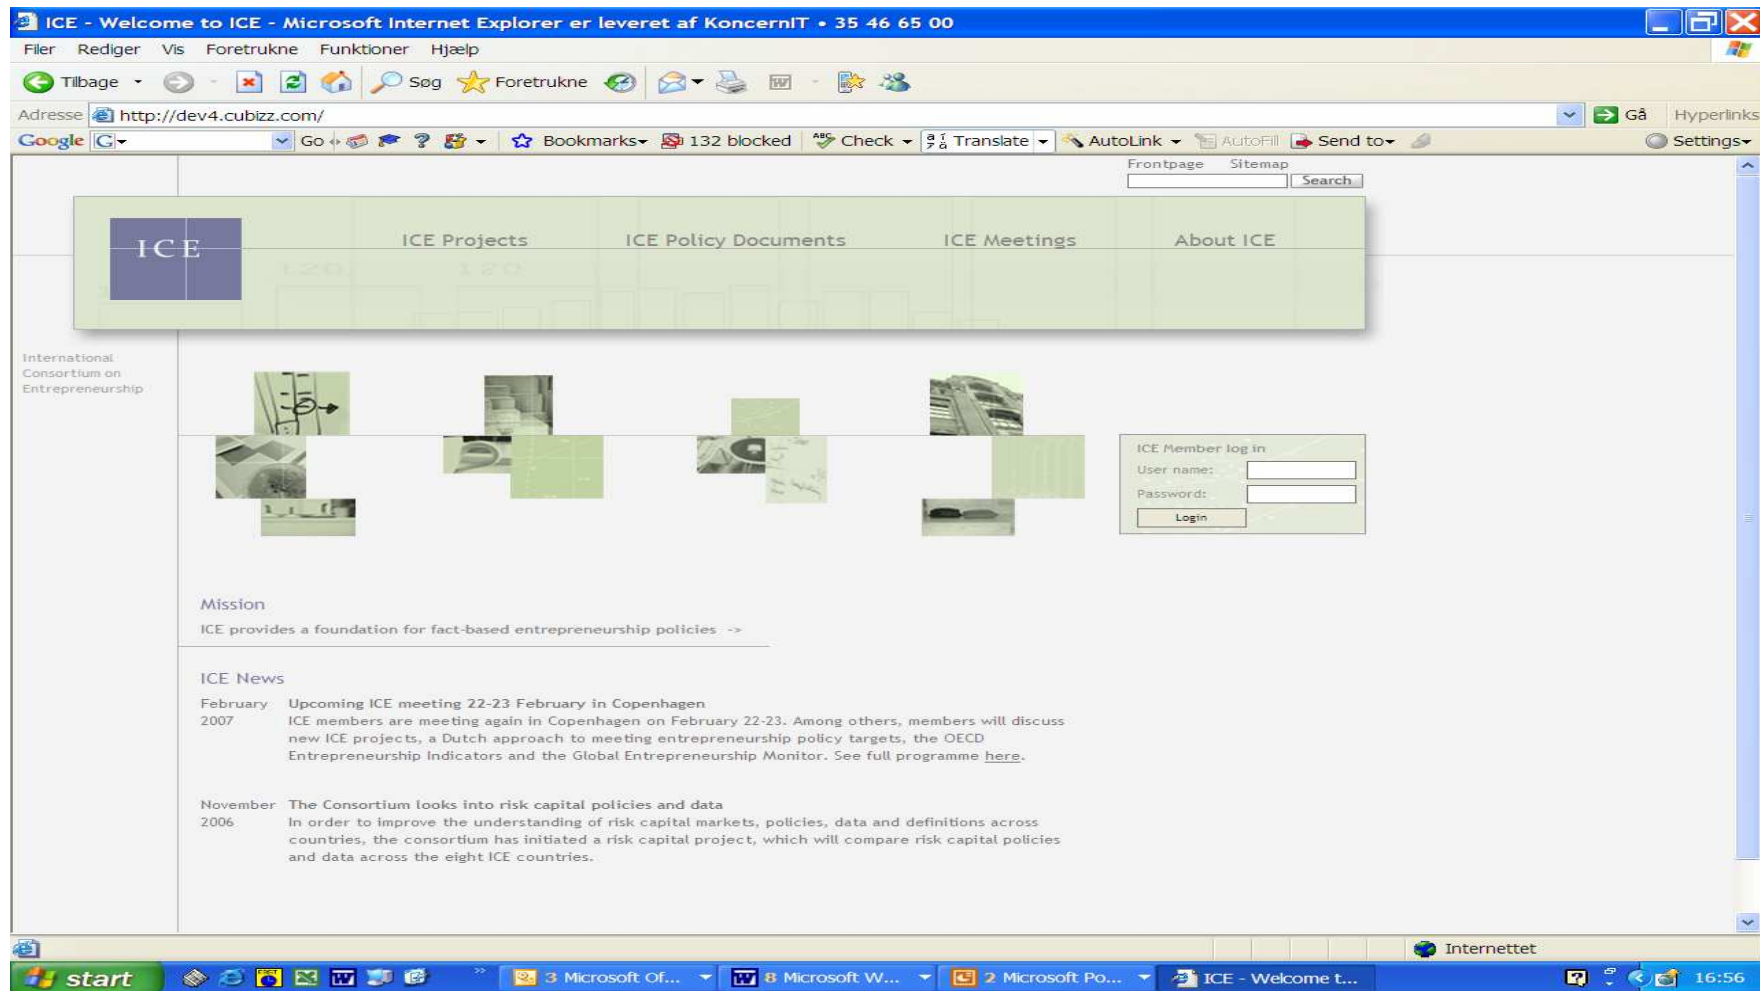 ICE - Welcome to ICE - Microsoft Internet Explorer er leveret af KoncernIT • 35 46 65 00
Filer Rediger Vis Foretrukne Funktioner Hjælp
Tilbage Søg Foretrukne
Adresse http://dev4.cubizz.com/ Gå Hyperlinks
Google G Go Bookmarks 132 blocked Check Translate AutoLink AutoFill Send to Settings
Frontpage Sitemap
Search
ICE
ICE Projects ICE Policy Documents ICE Meetings About ICE
120 120
International
Consortium on
Entrepreneurship
ICE Member log in
User name:
Password:
Login
Mission
ICE provides a foundation for fact-based entrepreneurship policies ->
ICE News
February Upcoming ICE meeting 22-23 February in Copenhagen
2007 ICE members are meeting again in Copenhagen on February 22-23. Among others, members will discuss
new ICE projects, a Dutch approach to meeting entrepreneurship policy targets, the OECD
Entrepreneurship Indicators and the Global Entrepreneurship Monitor. See full programme here.
November The Consortium looks into risk capital policies and data
2006 In order to improve the understanding of risk capital markets, policies, data and definitions across
countries, the consortium has initiated a risk capital project, which will compare risk capital policies
and data across the eight ICE countries.
Internettet
start 3 Microsoft Of... 8 Microsoft W... 2 Microsoft Po... ICE - Welcome t... 16:56